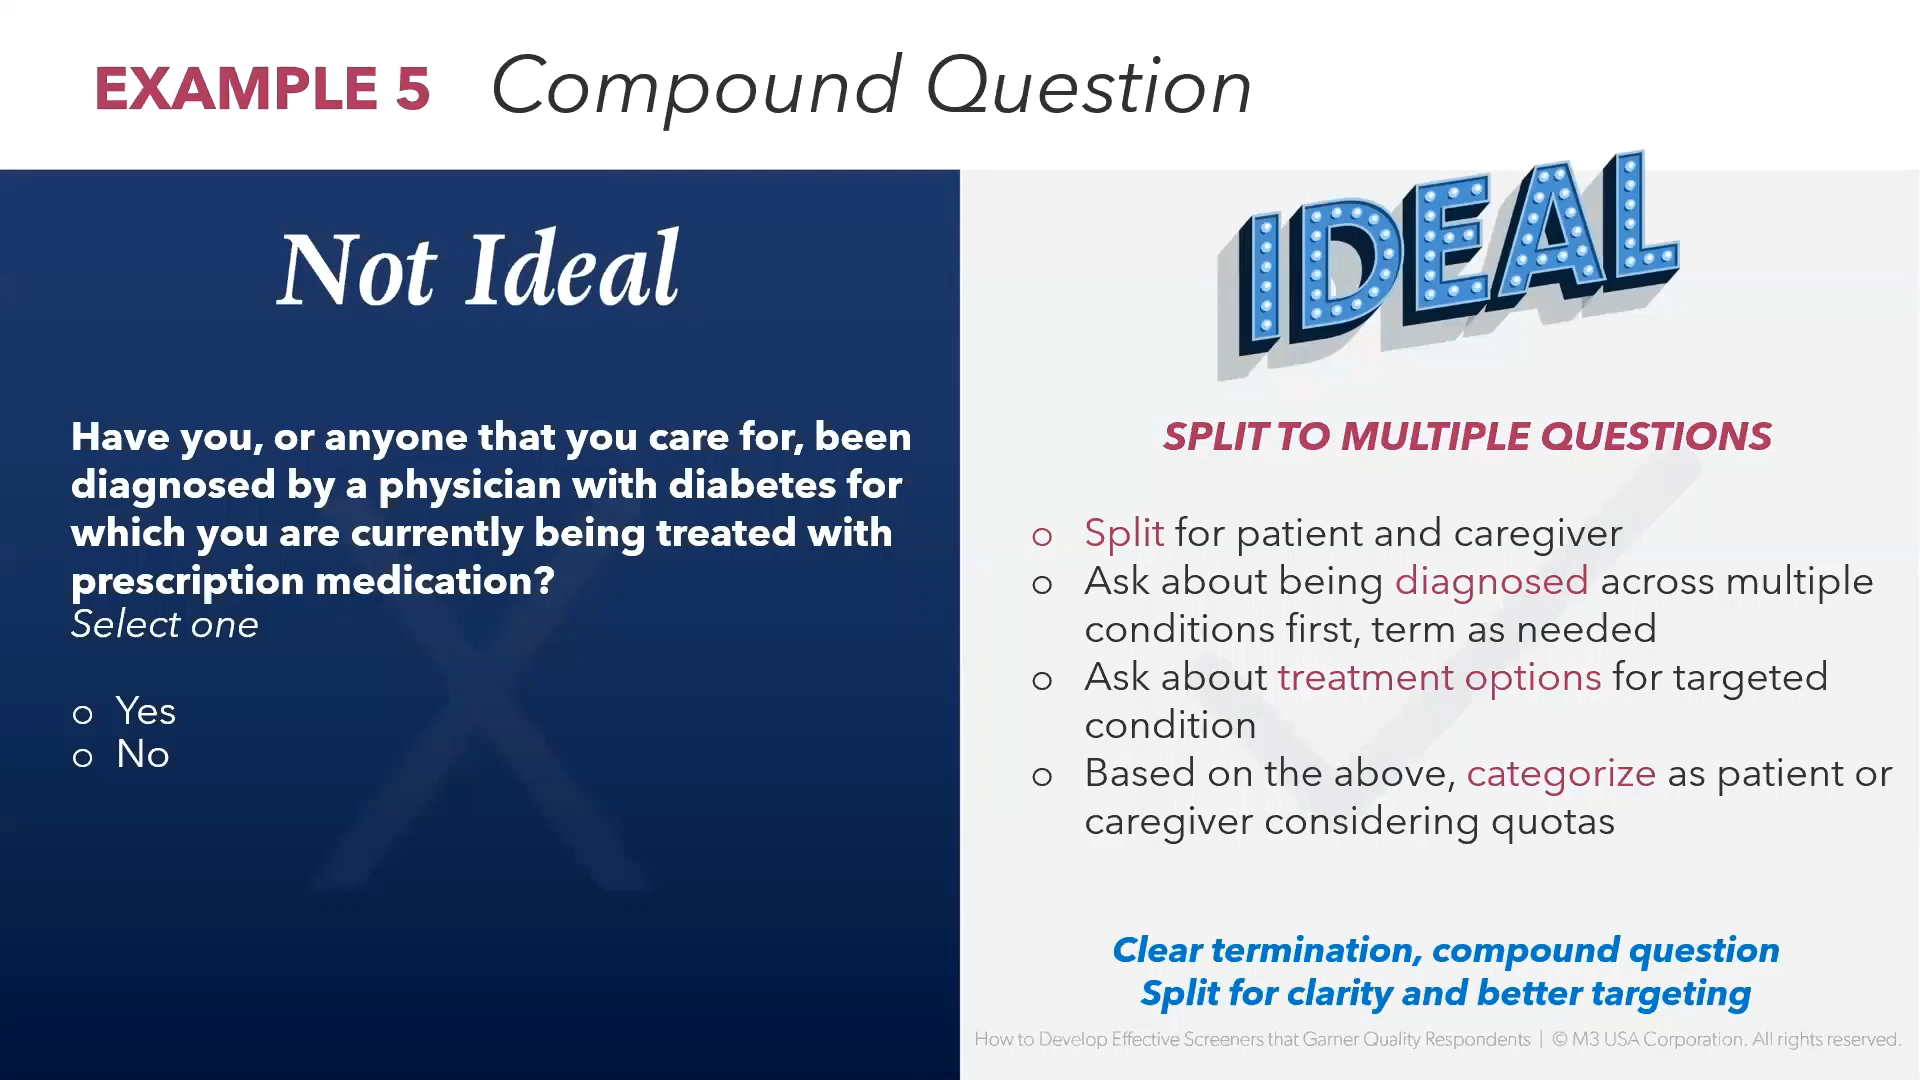 EXAMPLE 5 Compound Question
Not Ideal
Have you, or anyone that you care for, been
diagnosed by a physician with diabetes for
which you are currently being treated with
prescription medication?
Select one
o Yes
o No
IDEAL
SPLIT TO MULTIPLE QUESTIONS
o Split for patient and caregiver
o Ask about being diagnosed across multiple
conditions first, term as needed
o Ask about treatment options for targeted
condition
o Based on the above, categorize as patient or
caregiver considering quotas
Clear termination, compound question
Split for clarity and better targeting
How to Develop Effective Screeners that Garner Quality Respondents | © M3 USA Corporation. All rights reserved.